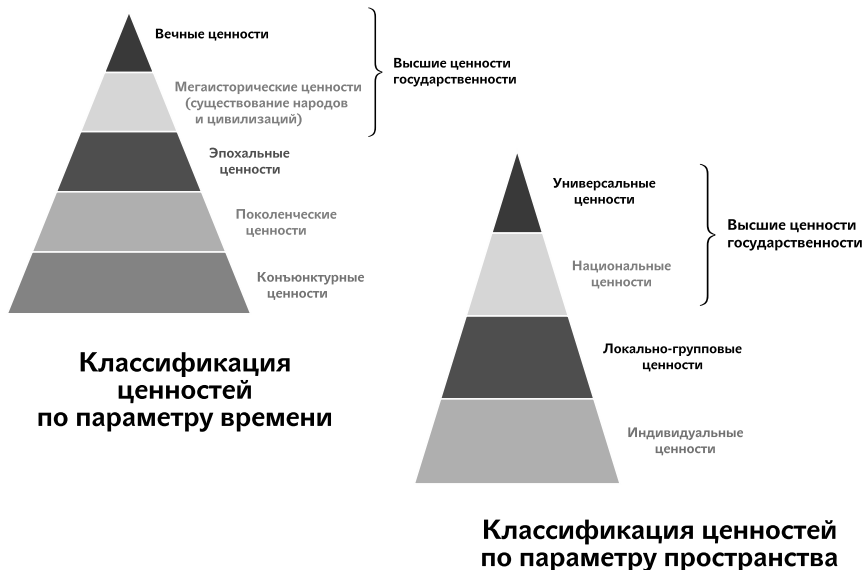 Вечные ценности
Высшие ценности
государственности
Мегаисторические ценности
(существование народов
и цивилизаций)
Эпохальные
ценности
Поколенческие
ценности
Конъюнктурные
ценности
Классификация
ценностей
по параметру времени
Универсальные
ценности
Высшие ценности
государственности
Национальные
ценности
Локально-групповые
ценности
Индивидуальные
ценности
Классификация ценностей
по параметру пространства